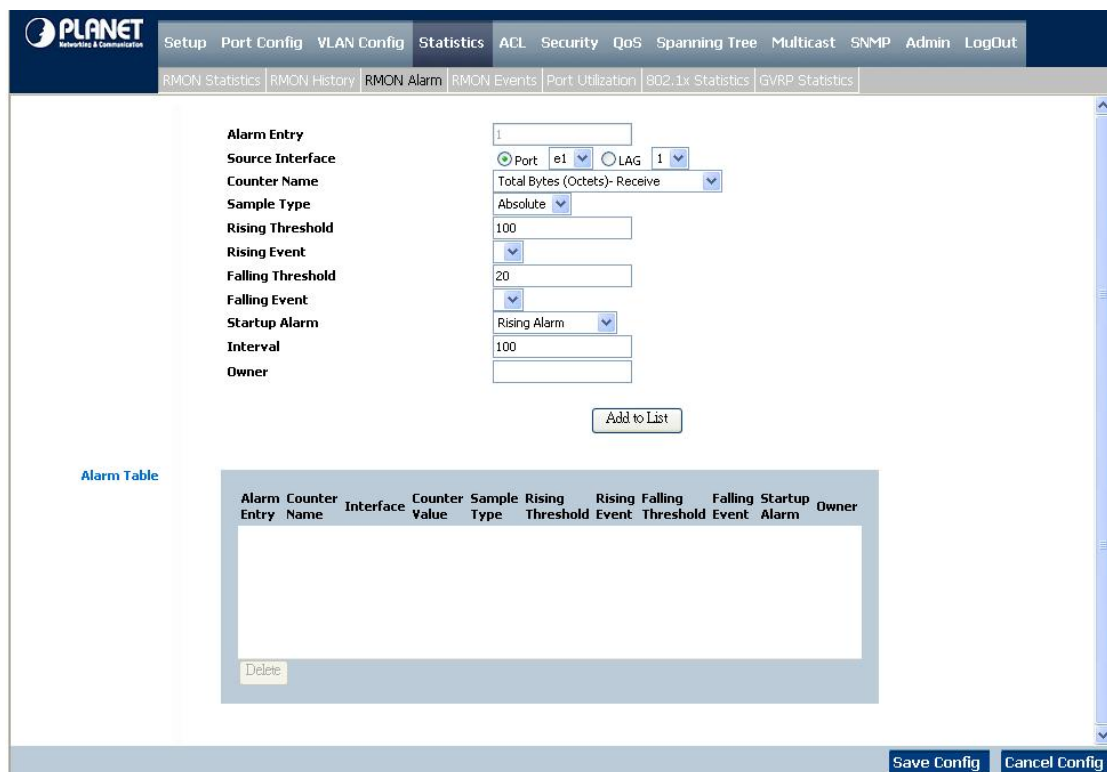 PLANET
Networking & Communication
Setup Port Config VLAN Config Statistics ACL Security QoS Spanning Tree Multicast SNMP Admin LogOut
RMON Statistics RMON History RMON Alarm RMON Events Port Utilization 802.1x Statistics GVRP Statistics
Alarm Entry 1
Source Interface Port e1 LAG 1
Counter Name Total Bytes (Octets)- Receive
Sample Type Absolute
Rising Threshold 100
Rising Event
Falling Threshold 20
Falling Event
Startup Alarm Rising Alarm
Interval 100
Owner
Add to List
Alarm Table
Alarm Entry Counter Name Interface Counter Value Sample Type Rising Threshold Rising Event Falling Threshold Falling Event Startup Alarm Owner
Delete
Save Config Cancel Config